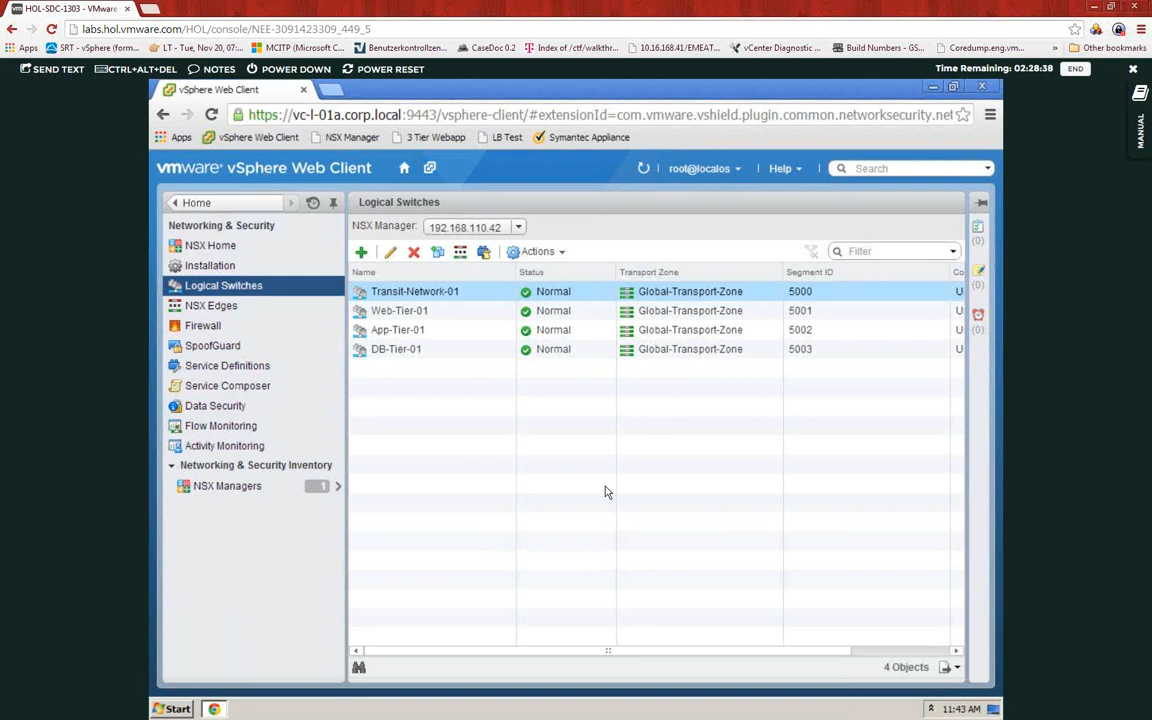 HOL-SDC-1303 - VMware
labs.hol.vmware.com/HOL/console/NEE-3091423309_449_5
Apps
SRT - vSphere (form...
LT - Tue, Nov 20, 07:...
MCITP (Microsoft C...
Benutzerkontrollzen...
CaseDoc 0.2
Index of /ctf/walkthr...
10.16.168.41/EMEAT...
vCenter Diagnostic ...
Build Numbers - GS...
Coredump.eng.vm...
»
Other bookmarks
SEND TEXT
CTRL+ALT+DEL
NOTES
POWER DOWN
POWER RESET
Time Remaining: 02:28:38
END
MANUAL
vSphere Web Client
https://vc-l-01a.corp.local:9443/vsphere-client/#extensionId=com.vmware.vshield.plugin.common.networksecurity.net
Apps
vSphere Web Client
NSX Manager
3 Tier Webapp
LB Test
Symantec Appliance
vmware® vSphere Web Client
root@localos
Help
Search
Home
Networking & Security
NSX Home
Installation
Logical Switches
NSX Edges
Firewall
SpoofGuard
Service Definitions
Service Composer
Data Security
Flow Monitoring
Activity Monitoring
Networking & Security Inventory
NSX Managers 1
Logical Switches
NSX Manager: 192.168.110.42
Actions
Filter
Name Status Transport Zone Segment ID Co
Transit-Network-01 Normal Global-Transport-Zone 5000 U
Web-Tier-01 Normal Global-Transport-Zone 5001 U
App-Tier-01 Normal Global-Transport-Zone 5002 U
DB-Tier-01 Normal Global-Transport-Zone 5003 U
4 Objects
(0)
(0)
(0)
Start
11:43 AM